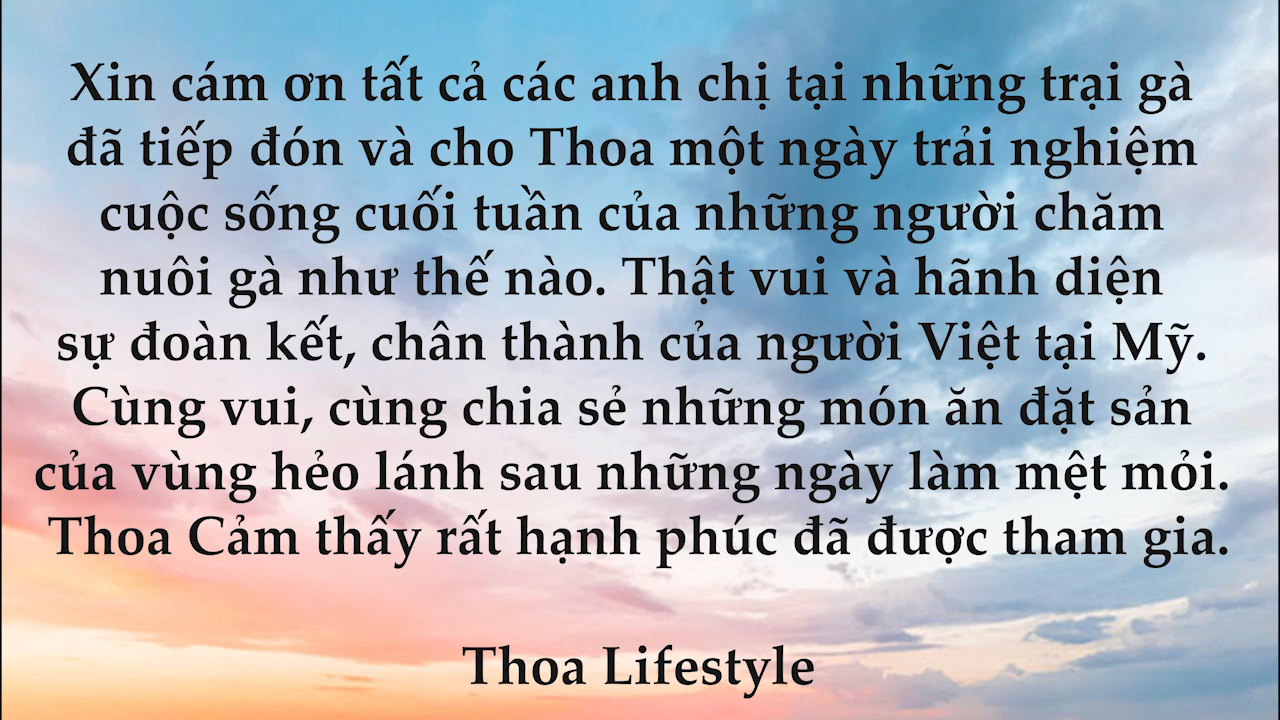 Xin cám ơn tất cả các anh chị tại những trại gà
đã tiếp đón và cho Thoa một ngày trải nghiệm
cuộc sống cuối tuần của những người chăm
nuôi gà như thế nào. Thật vui và hãnh diện
sự đoàn kết, chân thành của người Việt tại Mỹ.
Cùng vui, cùng chia sẻ những món ăn đặt sản
của vùng hẻo lánh sau những ngày làm mệt mỏi.
Thoa Cảm thấy rất hạnh phúc đã được tham gia.
Thoa Lifestyle